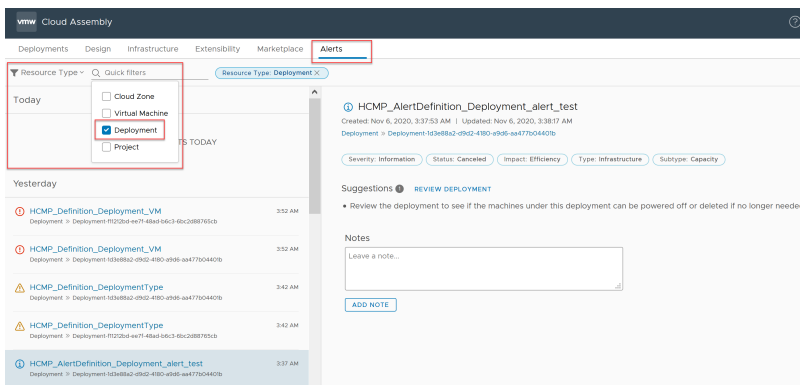 vmw Cloud Assembly
Deployments Design Infrastructure Extensibility Marketplace Alerts
Resource Type Quick filters Resource Type: Deployment
Cloud Zone
Virtual Machine
Deployment
Project
Today
TS TODAY
Yesterday
HCMP_Definition_Deployment_VM 3:52 AM
Deployment » Deployment-f11212bd-ee7f-48ad-b6c3-6bc2d88765cb
HCMP_Definition_Deployment_VM 3:52 AM
Deployment » Deployment-1d3e88a2-d9d2-4180-a9d6-aa477b04401b
HCMP_Definition_DeploymentType 3:42 AM
Deployment » Deployment-1d3e88a2-d9d2-4180-a9d6-aa477b04401b
HCMP_Definition_DeploymentType 3:42 AM
Deployment » Deployment-f11212bd-ee7f-48ad-b6c3-6bc2d88765cb
HCMP_AlertDefinition_Deployment_alert_test 3:37 AM
Deployment » Deployment-1d3e88a2-d9d2-4180-a9d6-aa477b04401b
HCMP_AlertDefinition_Deployment_alert_test
Created: Nov 6, 2020, 3:37:53 AM | Updated: Nov 6, 2020, 3:38:17 AM
Deployment » Deployment-1d3e88a2-d9d2-4180-a9d6-aa477b04401b
Severity: Information Status: Canceled Impact: Efficiency Type: Infrastructure Subtype: Capacity
Suggestions REVIEW DEPLOYMENT
• Review the deployment to see if the machines under this deployment can be powered off or deleted if no longer neede
Notes
Leave a note...
ADD NOTE